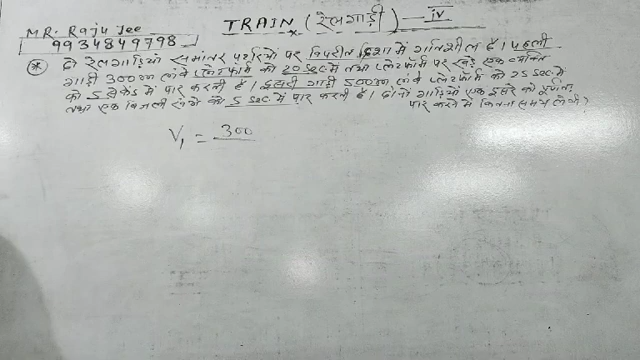 MR. Raju Jee
9934849798
TRAIN (रेलगाड़ी) — IV
* दो रेलगाड़ियाँ समांतर पटरियो पर विपरीत दिशा में गतिशील है। पहली
गाड़ी 300m लंबे प्लेटफार्म को 20 sec में तथा प्लेटफार्म पर खड़े एक व्यक्ति
को 5 सेकेंड में पार करती है। दूसरी गाड़ी 500m लंबे प्लेटफार्म को 25 sec में
तथा एक बिजली खंभे को 5 sec में पार करती है। दोनों गाड़ियाँ एक दूसरे को पूर्णतः
पार करने में कितना समय लेगी?
V₁ = 300